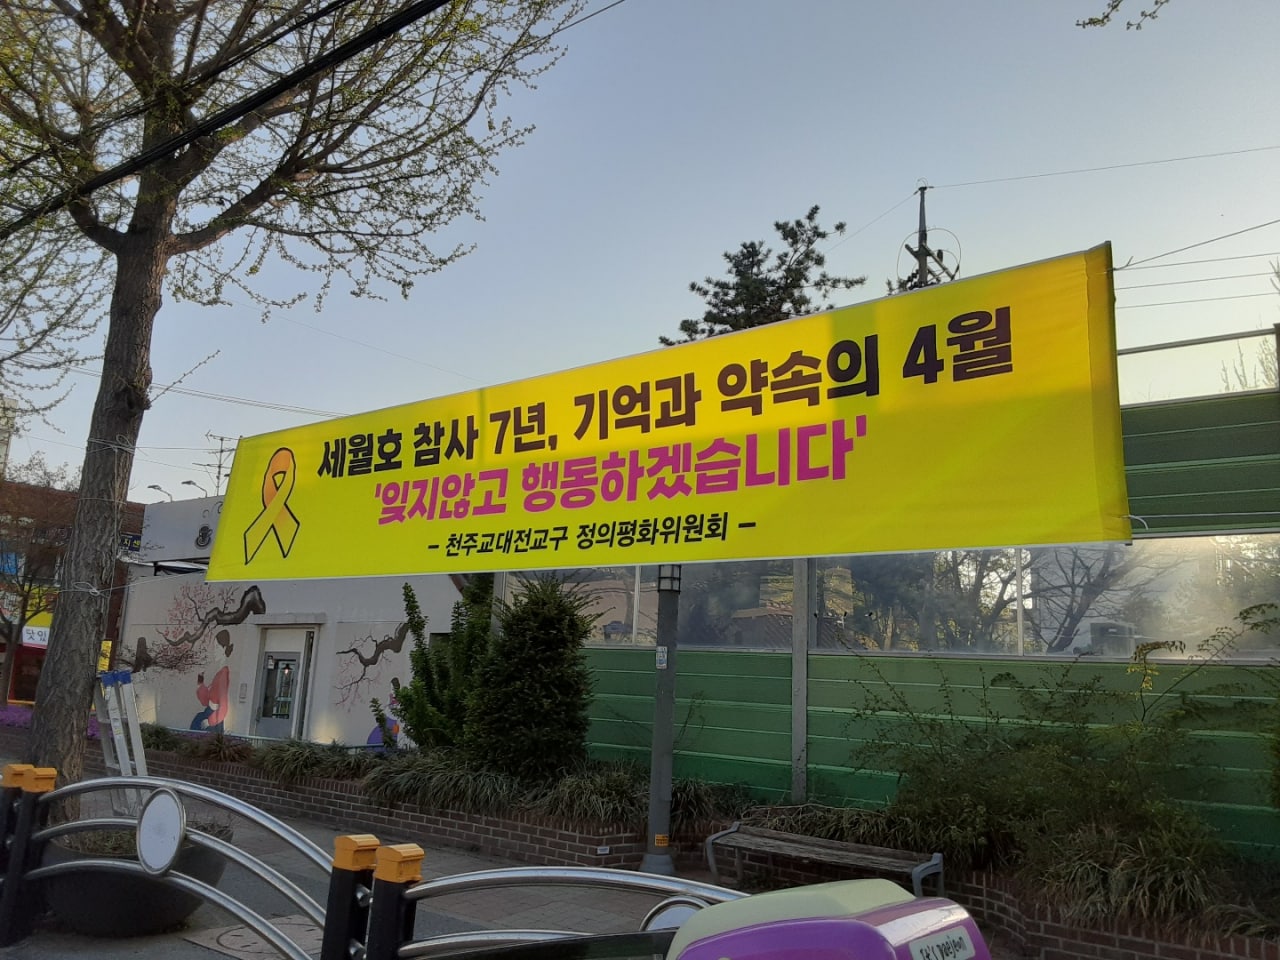 세월호 참사 7년, 기억과 약속의 4월
'잊지않고 행동하겠습니다'
- 천주교대전교구 정의평화위원회 -
It's Daejeon